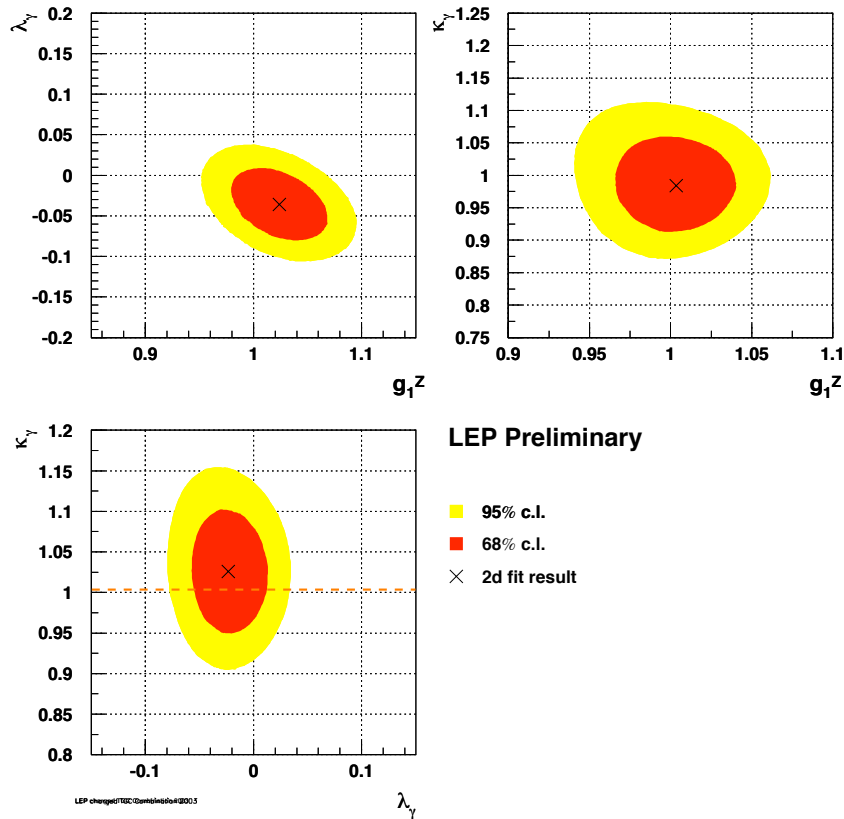 λγ
0.2
0.15
0.1
0.05
0
-0.05
-0.1
-0.15
-0.2
0.9 1 1.1
g₁ᶻ
κγ
1.25
1.2
1.15
1.1
1.05
1
0.95
0.9
0.85
0.8
0.75
0.9 0.95 1 1.05 1.1
g₁ᶻ
κγ
1.2
1.15
1.1
1.05
1
0.95
0.9
0.85
0.8
-0.1 0 0.1
λγ
LEP Preliminary
95% c.l.
68% c.l.
2d fit result
LEP charged TGC Combination